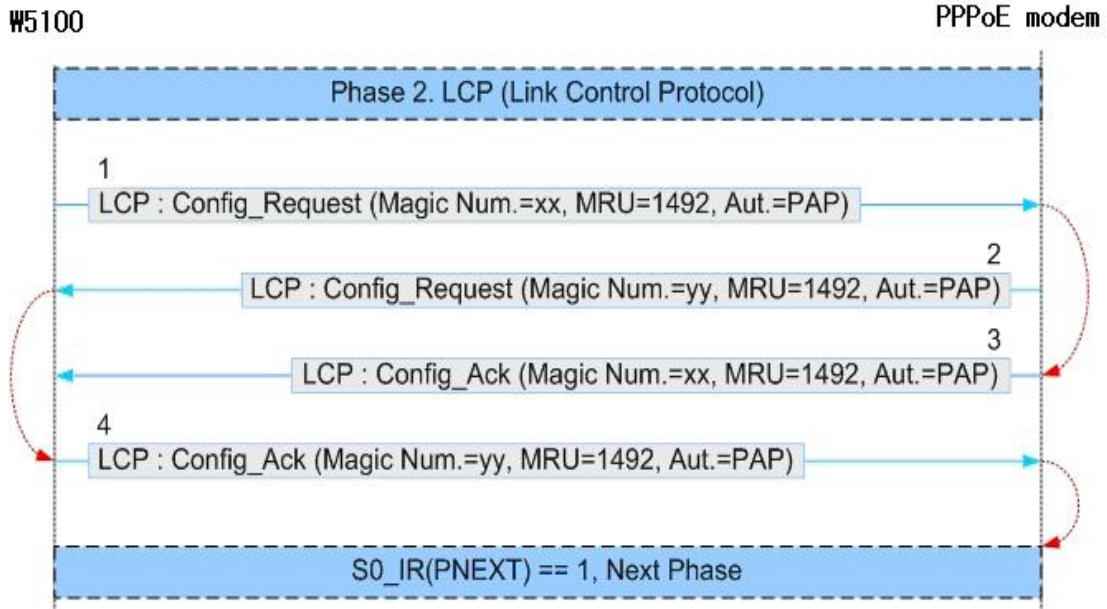 W5100
PPPoE modem
Phase 2. LCP (Link Control Protocol)
1
LCP : Config_Request (Magic Num.=xx, MRU=1492, Aut.=PAP)
2
LCP : Config_Request (Magic Num.=yy, MRU=1492, Aut.=PAP)
3
LCP : Config_Ack (Magic Num.=xx, MRU=1492, Aut.=PAP)
4
LCP : Config_Ack (Magic Num.=yy, MRU=1492, Aut.=PAP)
S0_IR(PNEXT) == 1, Next Phase